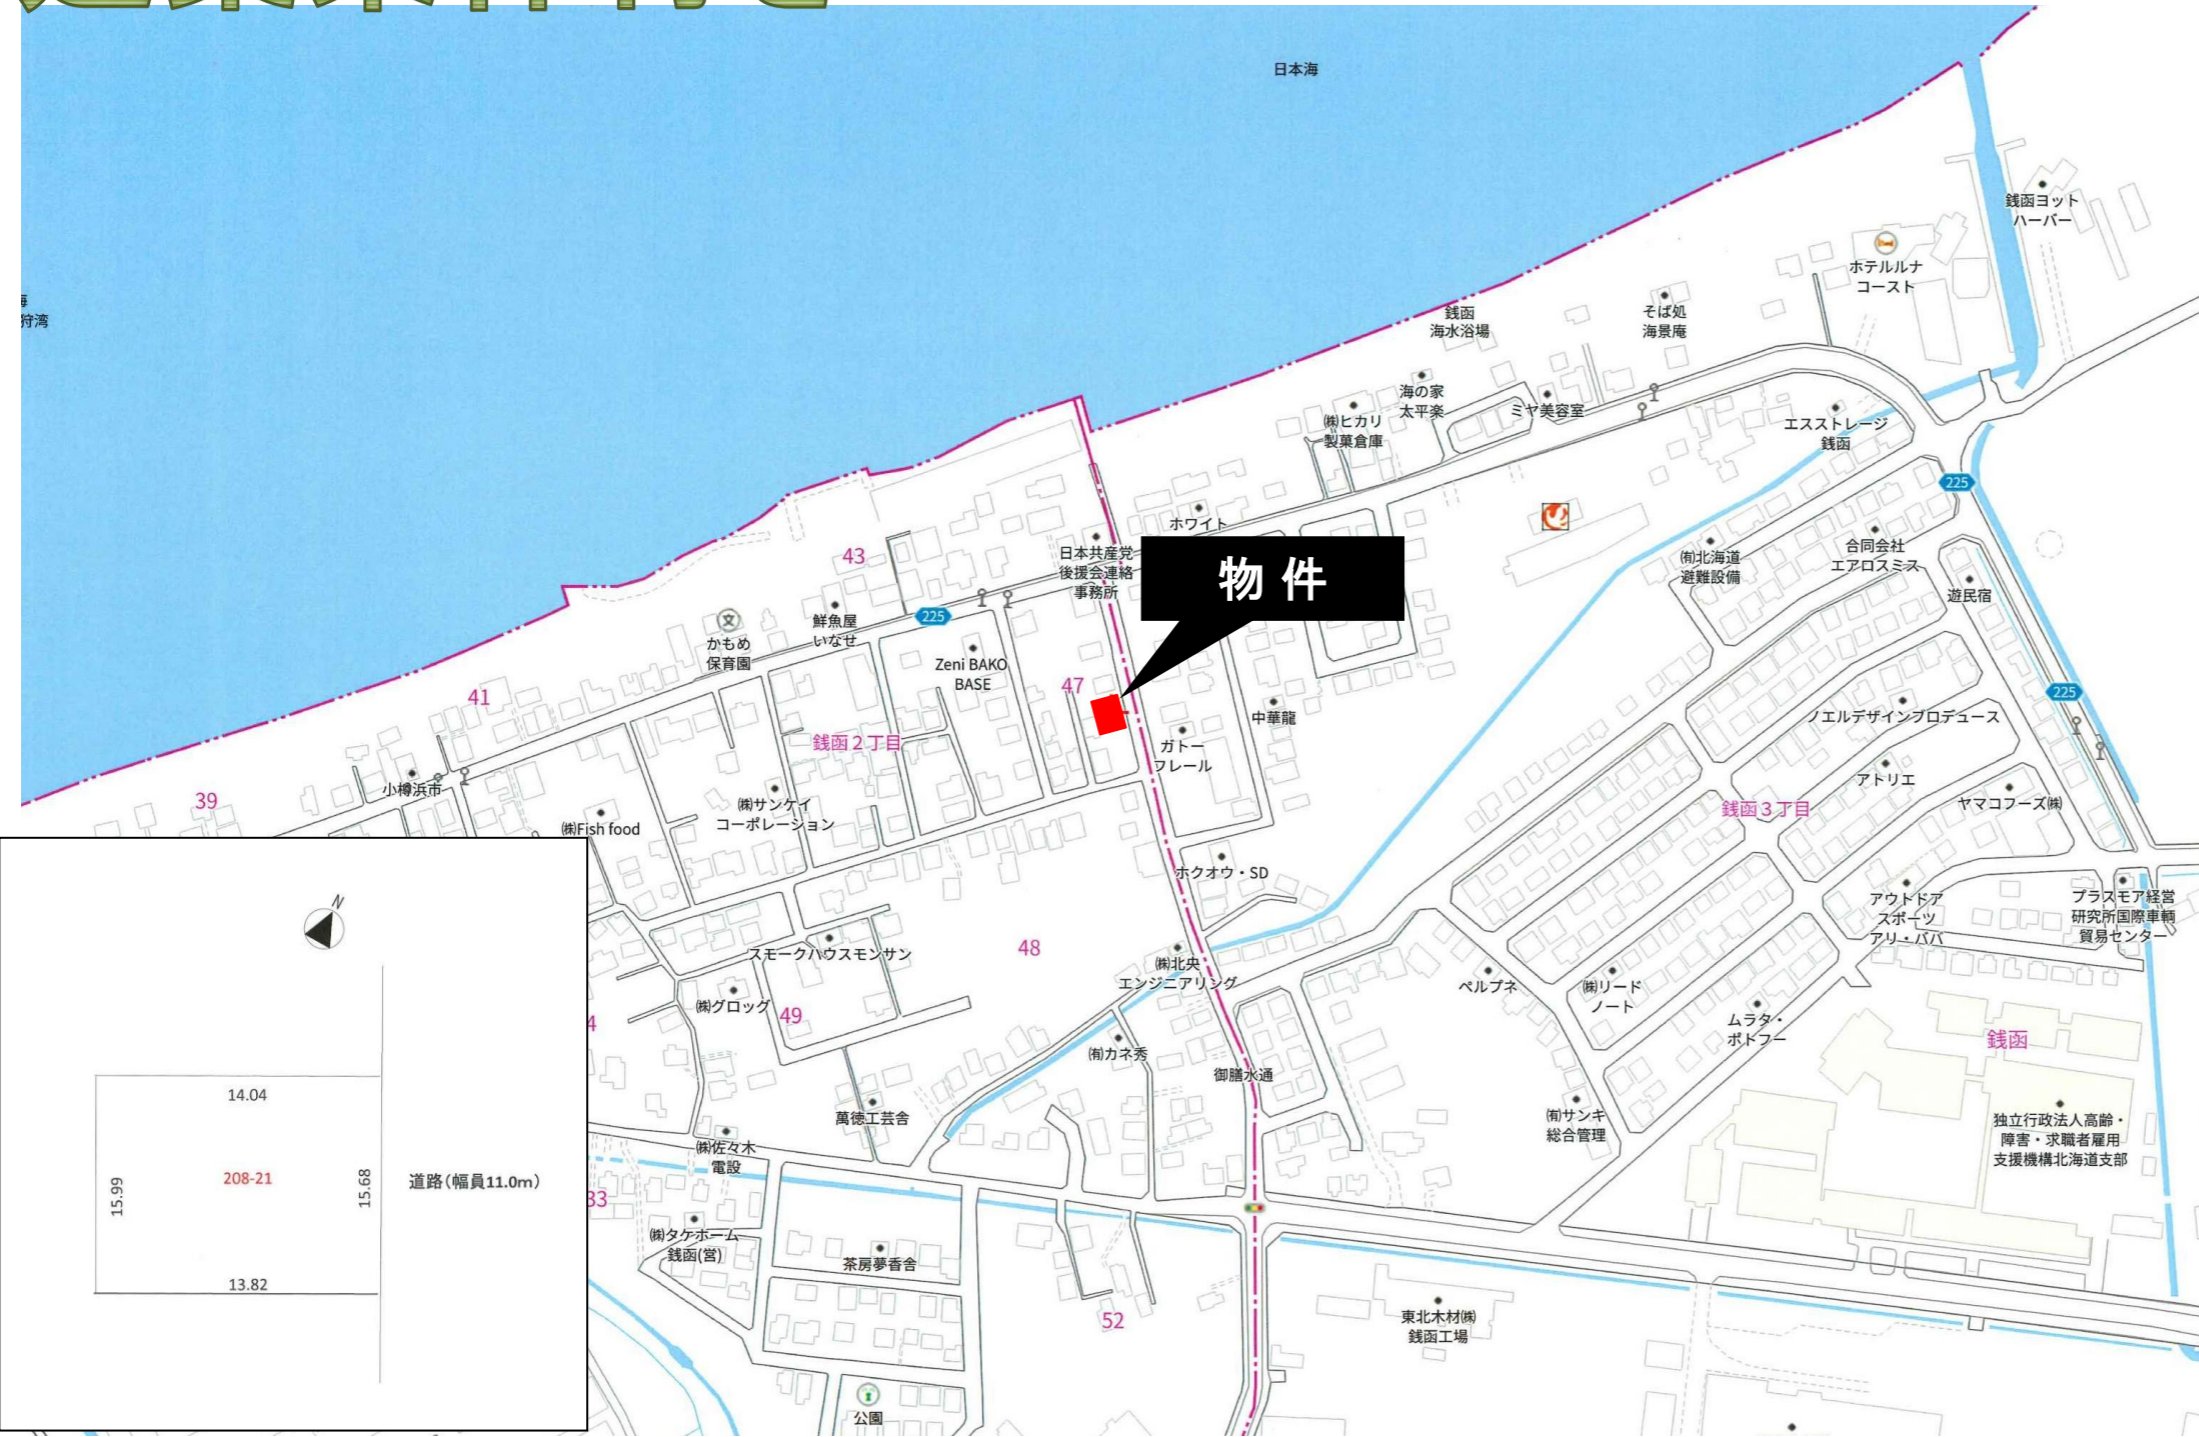 建築条件付き
日本海
銭函ヨット
ハーバー
ホテルルナ
コースト
狩湾
銭函
海水浴場
そば処
海景庵
海の家
太平楽
ミヤ美容室
㈱ヒカリ
製菓倉庫
エスストレージ
銭函
225
ホワイト
日本共産党
後援会連絡
事務所
物件
43
㈲北海道
避難設備
合同会社
エアロスミス
遊民宿
225
鮮魚屋
いなせ
かもめ
保育園
Zeni BAKO
BASE
47
41
銭函2丁目
中華龍
ガトー
フレール
225
ノエルデザインプロデュース
アトリエ
ヤマコフーズ㈱
銭函3丁目
39
小樽浜市
㈱サンケイ
コーポレーション
㈱Fish food
ホクオウ・SD
アウトドア
スポーツ
アリ・ババ
プラスモア経営
研究所国際車輌
貿易センター
スモークハウスモンサン
48
㈱北央
エンジニアリング
ペルプネ
㈱リード
ノート
ムラタ・
ポトフー
銭函
㈱グロッグ
49
4
㈲カネ秀
御膳水通
萬徳工芸舎
㈲サンキ
総合管理
独立行政法人高齢・
障害・求職者雇用
支援機構北海道支部
㈱佐々木
電設
33
㈱タケホーム
銭函(営)
茶房夢香舎
52
東北木材㈱
銭函工場
公園
N
14.04
15.99
208-21
15.68
道路(幅員11.0m)
13.82